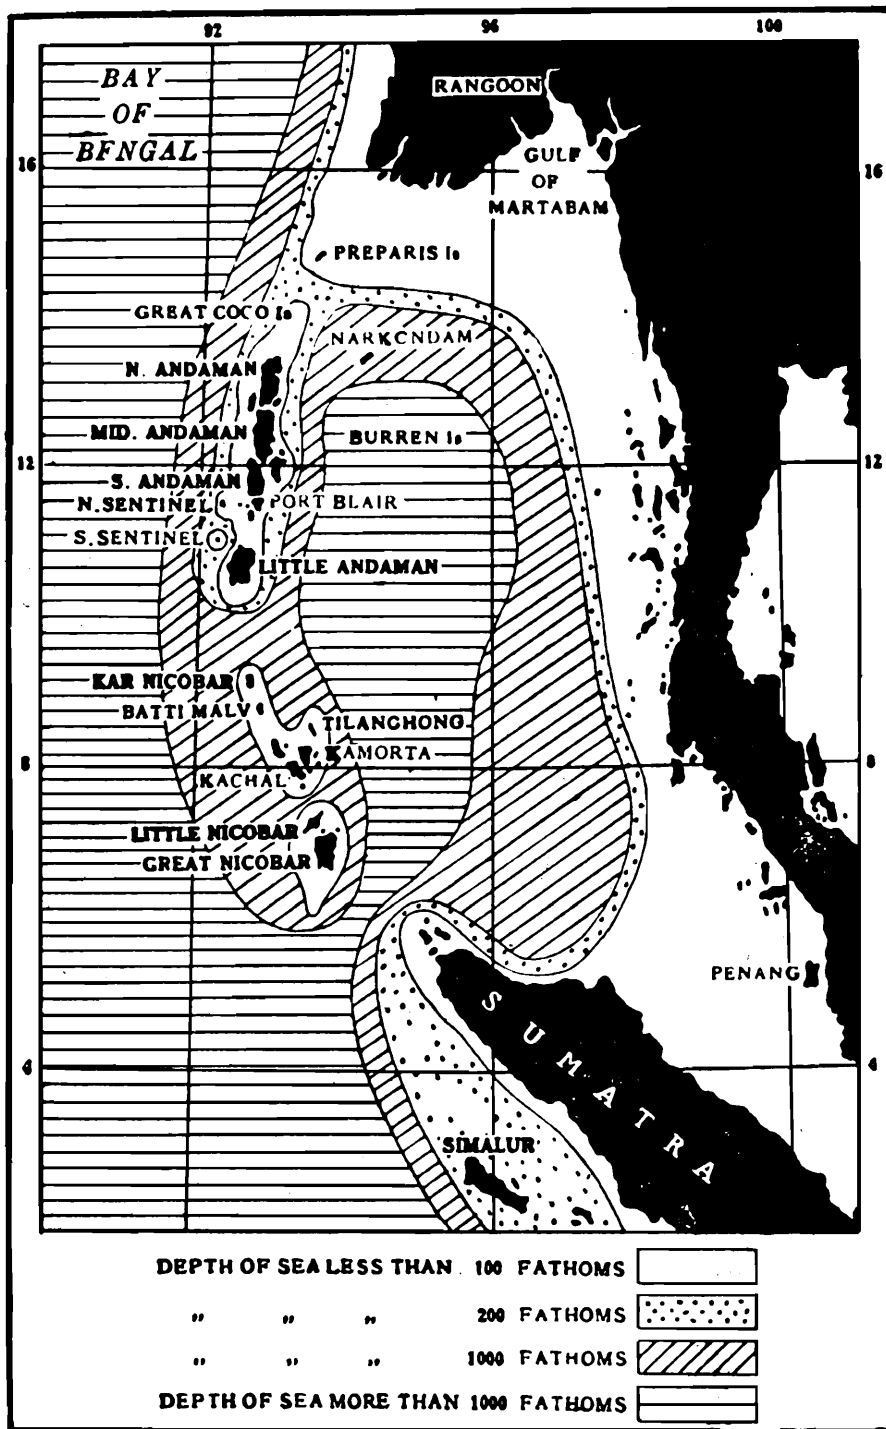 92 96 100
BAY
OF
BFNGAL
RANGOON
16 16
GULF
OF
MARTABAM
PREPARIS Is
GREAT COCO Is
NARKCNDAM
N. ANDAMAN
MID. ANDAMAN
BURREN Is
12 12
S. ANDAMAN
N. SENTINEL
PORT BLAIR
S. SENTINEL
LITTLE ANDAMAN
KAR NICOBAR
BATTI MALV
TILANGHONG
KAMORTA
8 8
KACHAL
LITTLE NICOBAR
GREAT NICOBAR
PENANG
SUMATRA
4 4
SIMALUR
DEPTH OF SEA LESS THAN 100 FATHOMS
" " " 200 FATHOMS
" " " 1000 FATHOMS
DEPTH OF SEA MORE THAN 1000 FATHOMS